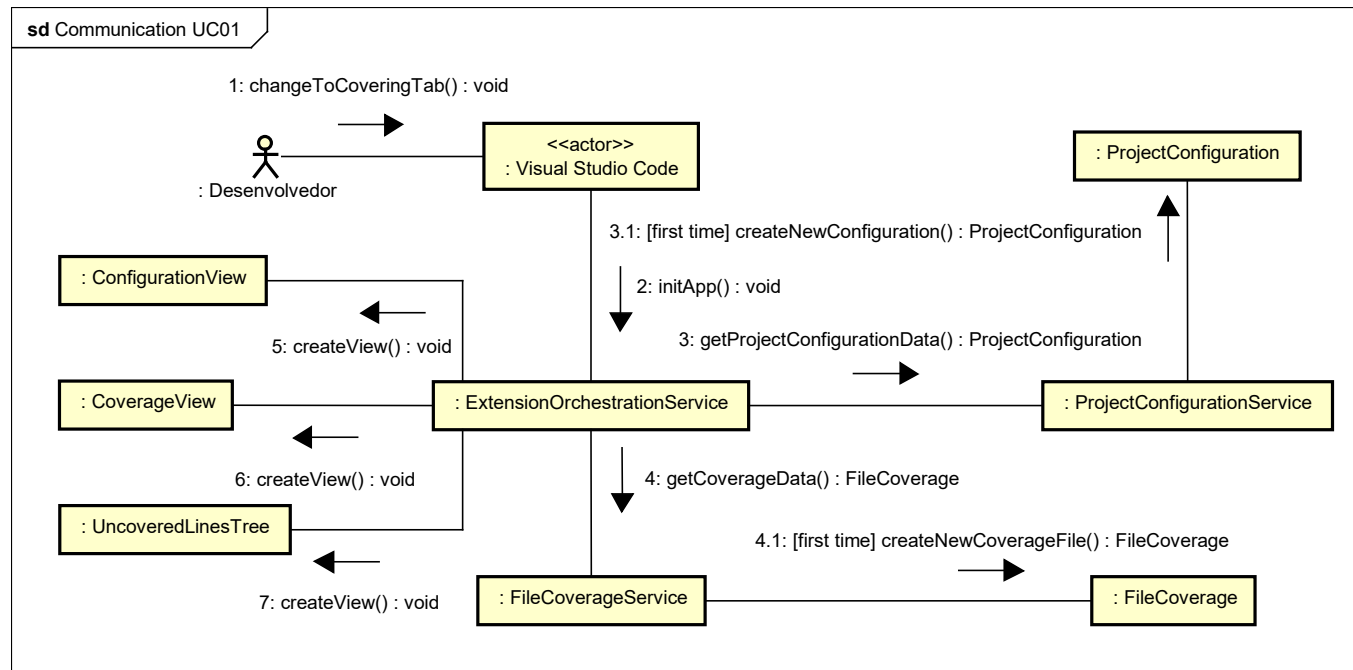 sd Communication UC01
1: changeToCoveringTab() : void
<<actor>>
: Visual Studio Code
: ProjectConfiguration
: Desenvolvedor
3.1: [first time] createNewConfiguration() : ProjectConfiguration
: ConfigurationView
2: initApp() : void
5: createView() : void
3: getProjectConfigurationData() : ProjectConfiguration
: CoverageView
: ExtensionOrchestrationService
: ProjectConfigurationService
6: createView() : void
4: getCoverageData() : FileCoverage
: UncoveredLinesTree
4.1: [first time] createNewCoverageFile() : FileCoverage
7: createView() : void
: FileCoverageService
: FileCoverage